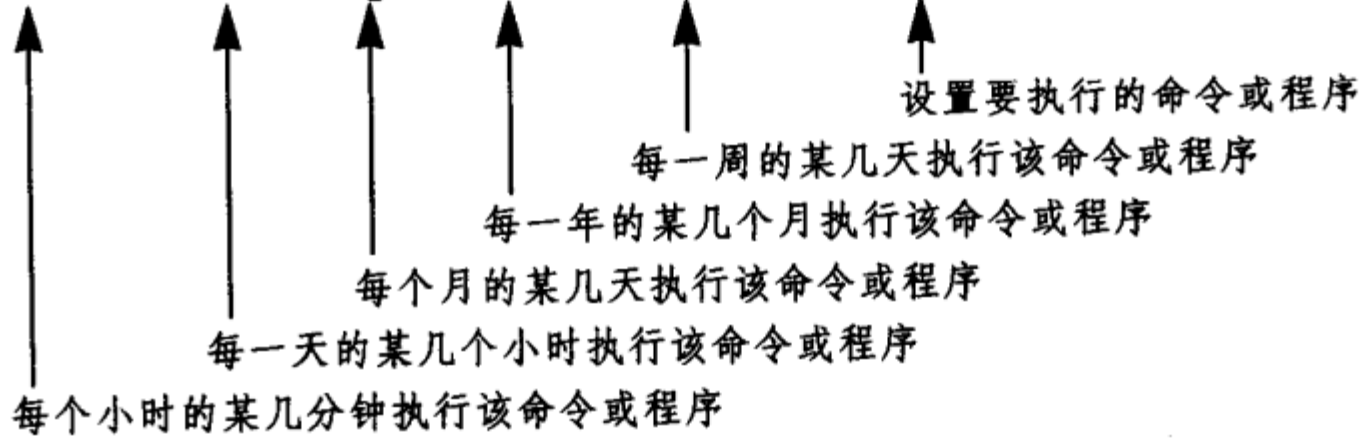 设置要执行的命令或程序
每一周的某几天执行该命令或程序
每一年的某几个月执行该命令或程序
每个月的某几天执行该命令或程序
每一天的某几个小时执行该命令或程序
每个小时的某几分钟执行该命令或程序